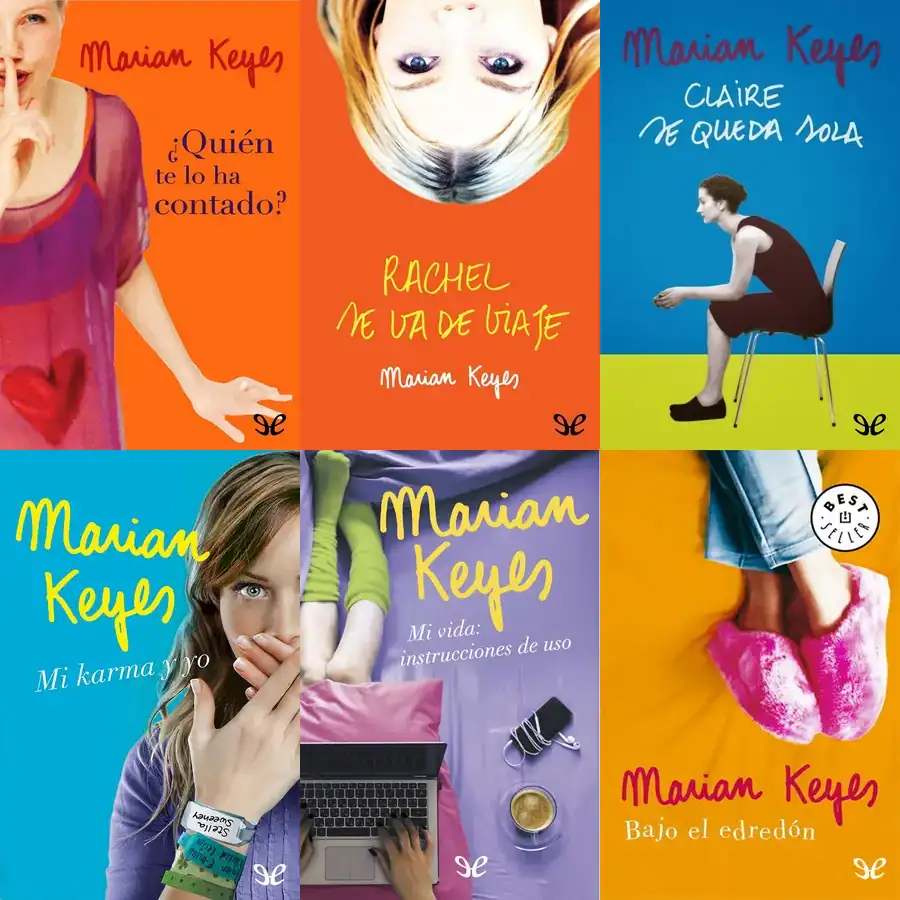 Marian Keyes
¿Quién
te lo ha
contado?
RACHEL
SE VA DE VIAJE
Marian Keyes
Marian Keyes
CLAIRE
SE QUEDA SOLA
Marian
Keyes
Mi karma y yo
Stella
Sweeney
Marian
Keyes
Mi vida:
instrucciones de uso
BEST
SELLER
Marian Keyes
Bajo el edredón